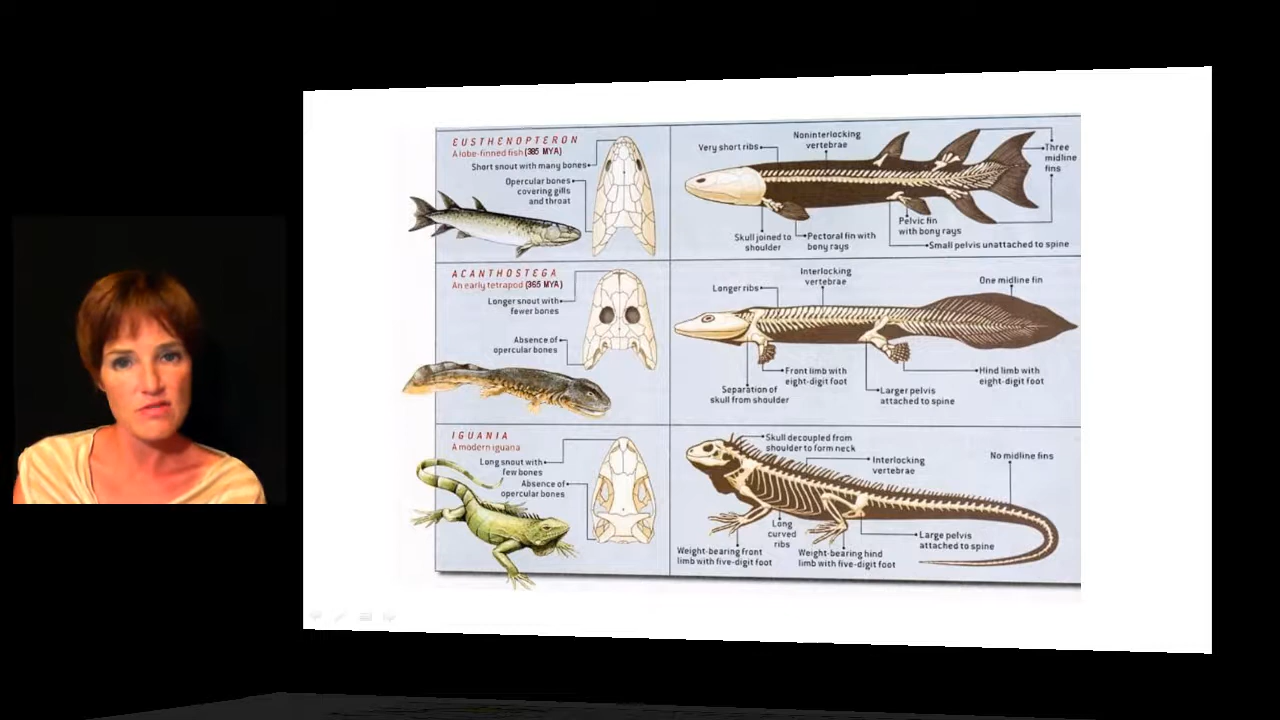 EUSTHENOPTERON
A lobe-finned fish (385 MYA)
Short snout with many bones
Opercular bones
covering gills
and throat
Very short ribs
Noninterlocking
vertebrae
Three
midline
fins
Skull joined to
shoulder
Pectoral fin with
bony rays
Pelvic fin
with bony rays
Small pelvis unattached to spine
ACANTHOSTEGA
An early tetrapod (365 MYA)
Longer snout with
fewer bones
Absence of
opercular bones
Longer ribs
Interlocking
vertebrae
One midline fin
Separation of
skull from shoulder
Front limb with
eight-digit foot
Larger pelvis
attached to spine
Hind limb with
eight-digit foot
IGUANIA
A modern iguana
Long snout with
few bones
Absence of
opercular bones
Skull decoupled from
shoulder to form neck
Interlocking
vertebrae
No midline fins
Weight-bearing front
limb with five-digit foot
Long
curved
ribs
Weight-bearing hind
limb with five-digit foot
Large pelvis
attached to spine